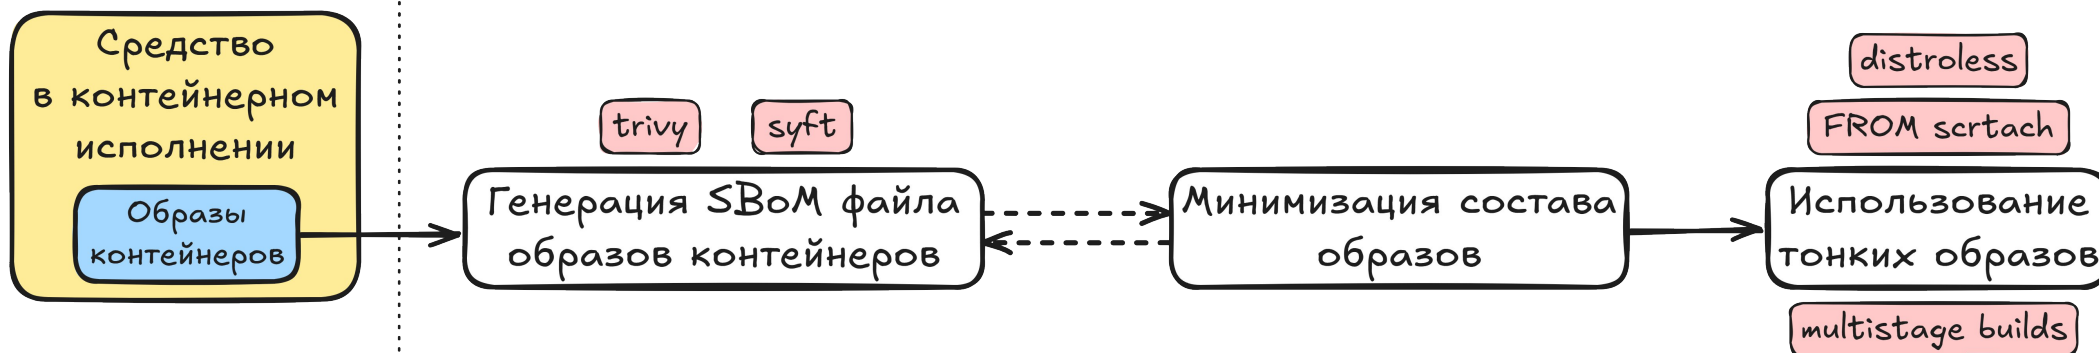 Средство
в контейнерном
исполнении
Образы
контейнеров
trivy
syft
Генерация SBoM файла
образов контейнеров
Минимизация состава
образов
distroless
FROM scrtach
Использование
тонких образов
multistage builds